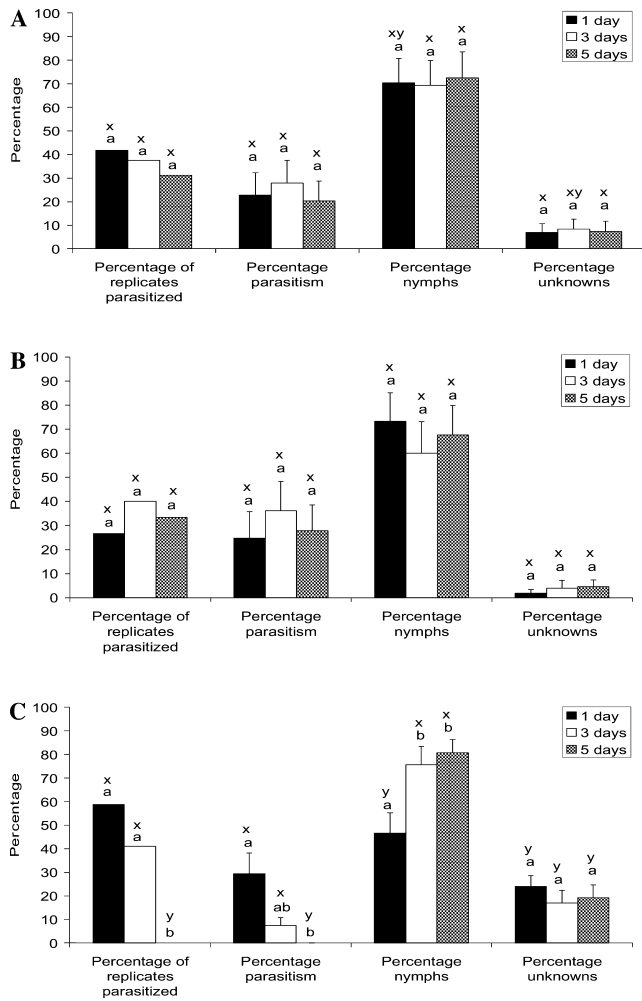 A
100
90
80
70
60
50
40
30
20
10
0
Percentage
1 day
3 days
5 days
x x x
a a a
x x x
a a a
xy x x
a a a
x xy x
a a a
Percentage of replicates parasitized
Percentage parasitism
Percentage nymphs
Percentage unknowns
B
100
90
80
70
60
50
40
30
20
10
0
Percentage
1 day
3 days
5 days
x x x
a a a
x x x
a a a
x x x
a a a
x x x
a a a
Percentage of replicates parasitized
Percentage parasitism
Percentage nymphs
Percentage unknowns
C
100
90
80
70
60
50
40
30
20
10
0
Percentage
1 day
3 days
5 days
x x y
a a b
x x y
a ab b
y x x
a b b
y y y
a a a
Percentage of replicates parasitized
Percentage parasitism
Percentage nymphs
Percentage unknowns